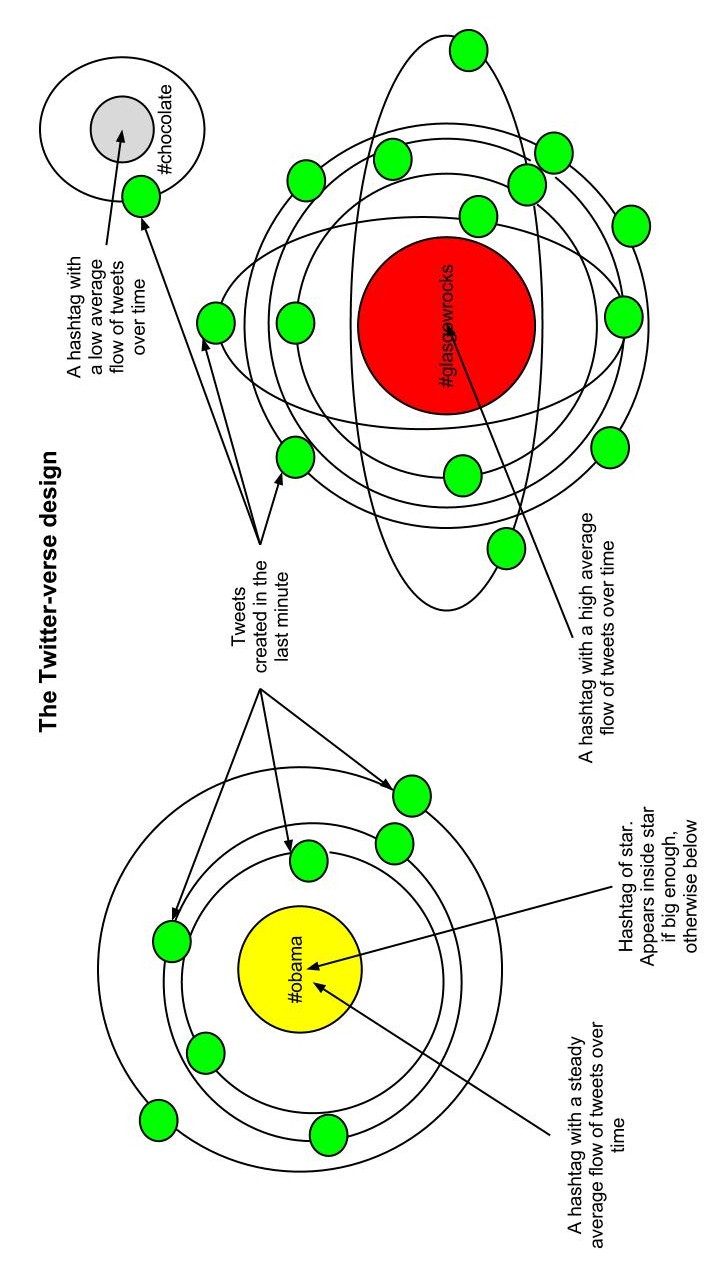 The Twitter-verse design
A hashtag with
a low average
flow of tweets
over time
#chocolate
Tweets
created in the
last minute
#obama
#glasgowrocks
A hashtag with a steady
average flow of tweets over
time
Hashtag of star.
Appears inside star
if big enough,
otherwise below
A hashtag with a high average
flow of tweets over time